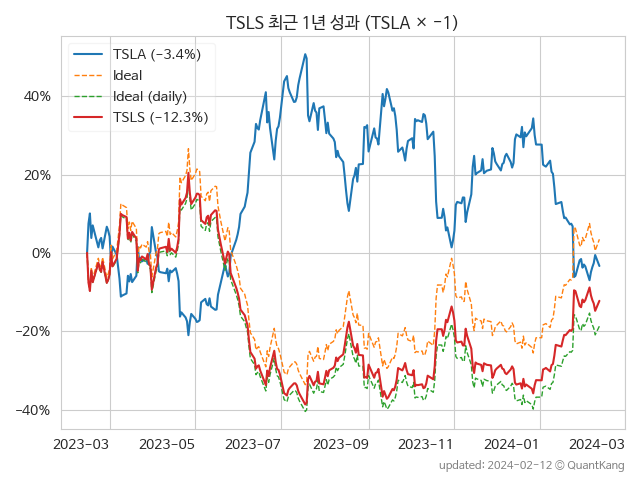 TSLS 최근 1년 성과 (TSLA × −1)
TSLA (−3.4%)
Ideal
Ideal (daily)
TSLS (−12.3%)
40%
20%
0%
−20%
−40%
2023-03 2023-05 2023-07 2023-09 2023-11 2024-01 2024-03
updated: 2024-02-12 © QuantKang